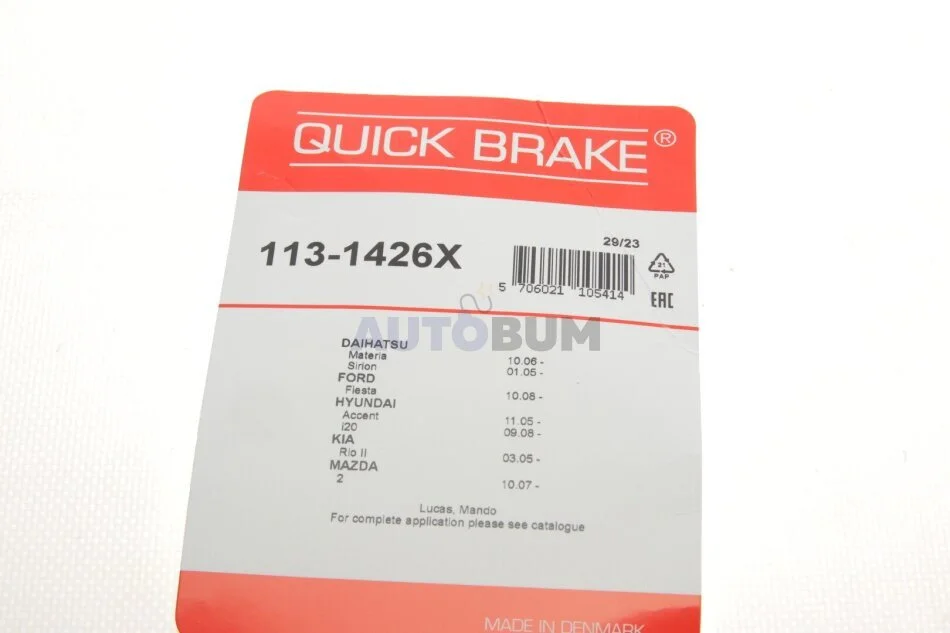 QUICK BRAKE®
29/23
113-1426X
21
PAP
5 706021 105414
EAC
AUTOBUM
DAIHATSU
Materia 10.06 -
Sirion 01.05 -
FORD
Fiesta 10.08 -
HYUNDAI
Accent 11.05 -
i20 09.08 -
KIA
Rio II 03.05 -
MAZDA
2 10.07 -
Lucas, Mando
For complete application please see catalogue
MADE IN DENMARK